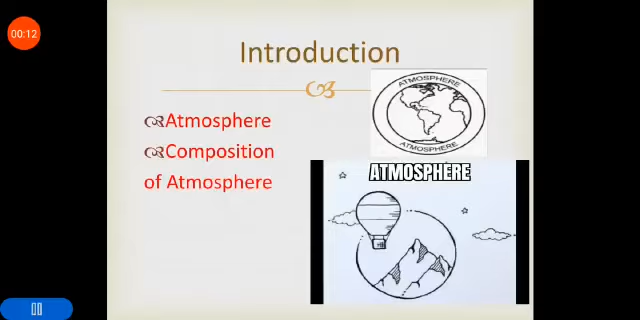 00:12
Introduction
Atmosphere
Composition
of Atmosphere
ATMOSPHERE
ATMOSPHERE
ATMOSPHERE